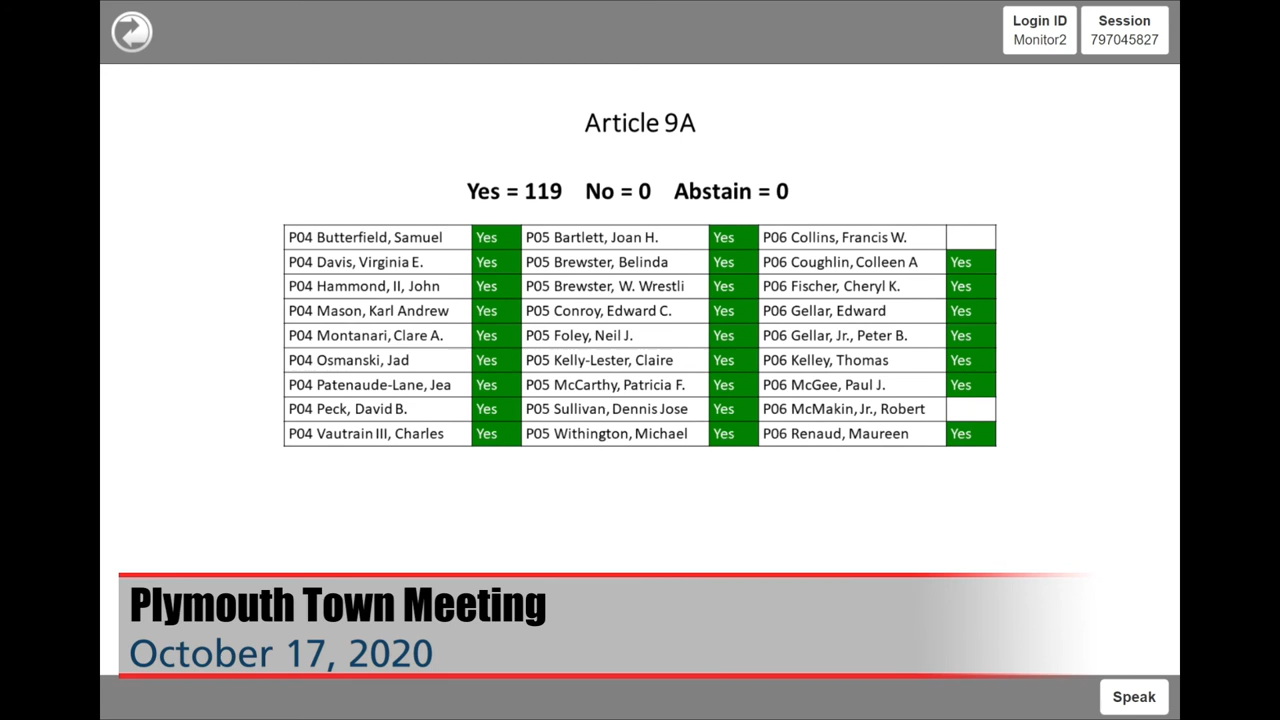 Login ID Session
Monitor2 797045827
Article 9A
Yes = 119 No = 0 Abstain = 0
P04 Butterfield, Samuel Yes P05 Bartlett, Joan H. Yes P06 Collins, Francis W.
P04 Davis, Virginia E. Yes P05 Brewster, Belinda Yes P06 Coughlin, Colleen A Yes
P04 Hammond, II, John Yes P05 Brewster, W. Wrestli Yes P06 Fischer, Cheryl K. Yes
P04 Mason, Karl Andrew Yes P05 Conroy, Edward C. Yes P06 Gellar, Edward Yes
P04 Montanari, Clare A. Yes P05 Foley, Neil J. Yes P06 Gellar, Jr., Peter B. Yes
P04 Osmanski, Jad Yes P05 Kelly-Lester, Claire Yes P06 Kelley, Thomas Yes
P04 Patenaude-Lane, Jea Yes P05 McCarthy, Patricia F. Yes P06 McGee, Paul J. Yes
P04 Peck, David B. Yes P05 Sullivan, Dennis Jose Yes P06 McMakin, Jr., Robert
P04 Vautrain III, Charles Yes P05 Withington, Michael Yes P06 Renaud, Maureen Yes
Plymouth Town Meeting
October 17, 2020
Speak